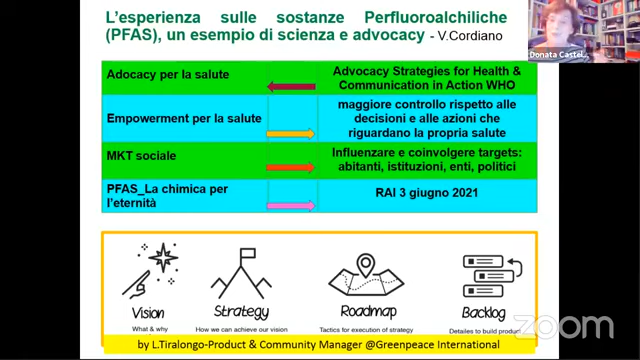 L'esperienza sulle sostanze Perfluoroalchiliche
(PFAS), un esempio di scienza e advocacy - V.Cordiano
Donata Castel...
Adocacy per la salute
Advocacy Strategies for Health &
Communication in Action WHO
Empowerment per la salute
maggiore controllo rispetto alle
decisioni e alle azioni che
riguardano la propria salute
MKT sociale
Influenzare e coinvolgere targets:
abitanti, istituzioni, enti, politici
PFAS_La chimica per
l'eternità
RAI 3 giugno 2021
Vision
What & why
Strategy
How we can achieve our vision
Roadmap
Tactics for execution of strategy
Backlog
Detailes to build product
zoom
by L.Tiralongo-Product & Community Manager @Greenpeace International